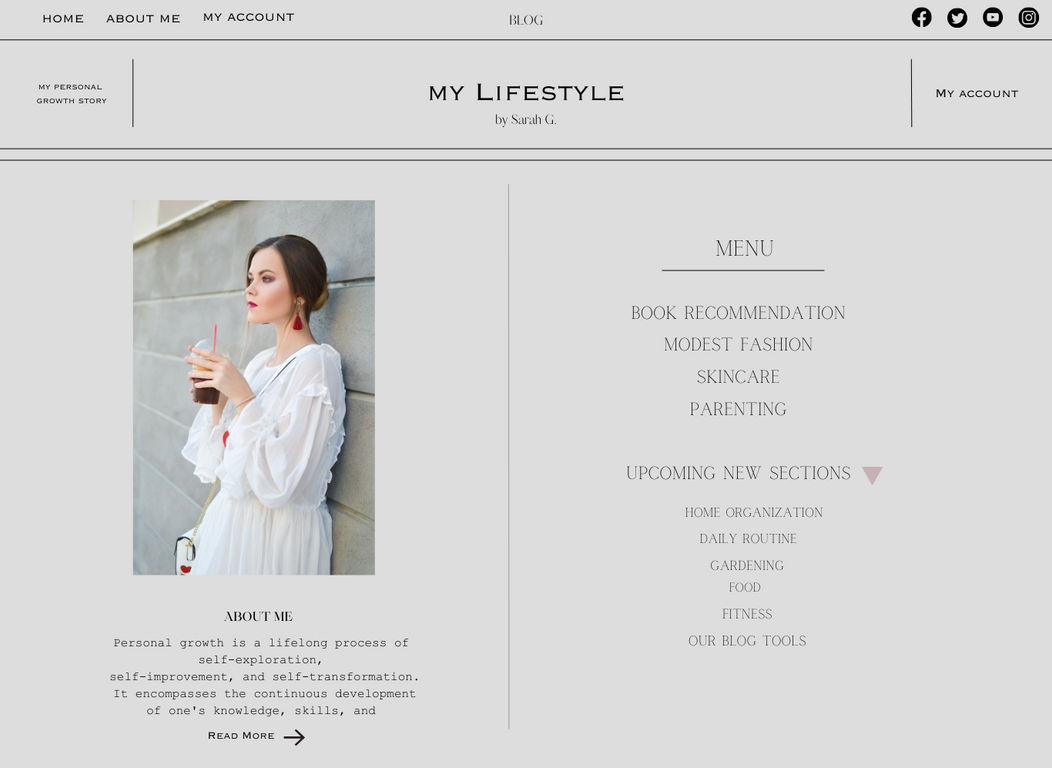 HOME ABOUT ME MY ACCOUNT BLOG
MY PERSONAL
GROWTH STORY
MY LIFESTYLE
by Sarah G.
MY ACCOUNT
MENU
BOOK RECOMMENDATION
MODEST FASHION
SKINCARE
PARENTING
UPCOMING NEW SECTIONS
HOME ORGANIZATION
DAILY ROUTINE
GARDENING
FOOD
FITNESS
OUR BLOG TOOLS
ABOUT ME
Personal growth is a lifelong process of
self-exploration,
self-improvement, and self-transformation.
It encompasses the continuous development
of one's knowledge, skills, and
READ MORE